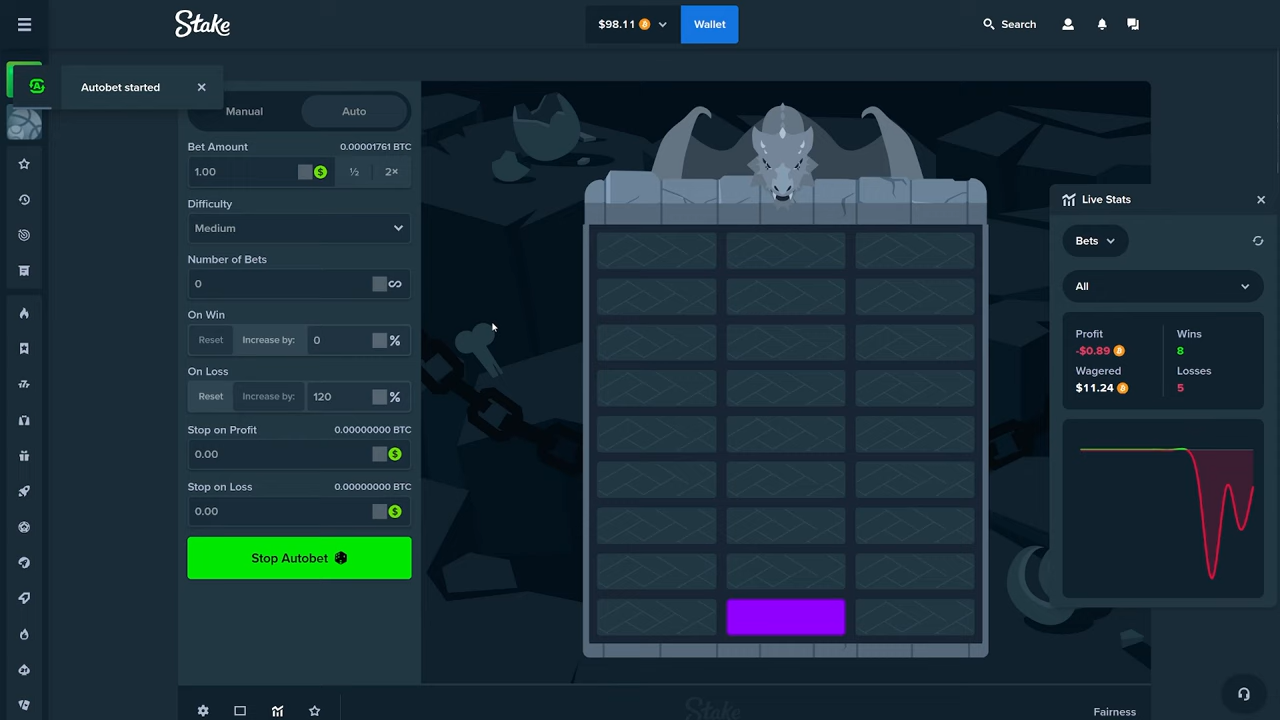 Stake
$98.11
Wallet
Search
Autobet started
Manual
Auto
Bet Amount
0.00001761 BTC
1.00
½
2×
Difficulty
Medium
Number of Bets
0
On Win
Reset
Increase by:
0
%
On Loss
Reset
Increase by:
120
%
Stop on Profit
0.00000000 BTC
0.00
Stop on Loss
0.00000000 BTC
0.00
Stop Autobet
Live Stats
Bets
All
Profit
Wins
-$0.89
8
Wagered
Losses
$11.24
5
Stake
Fairness